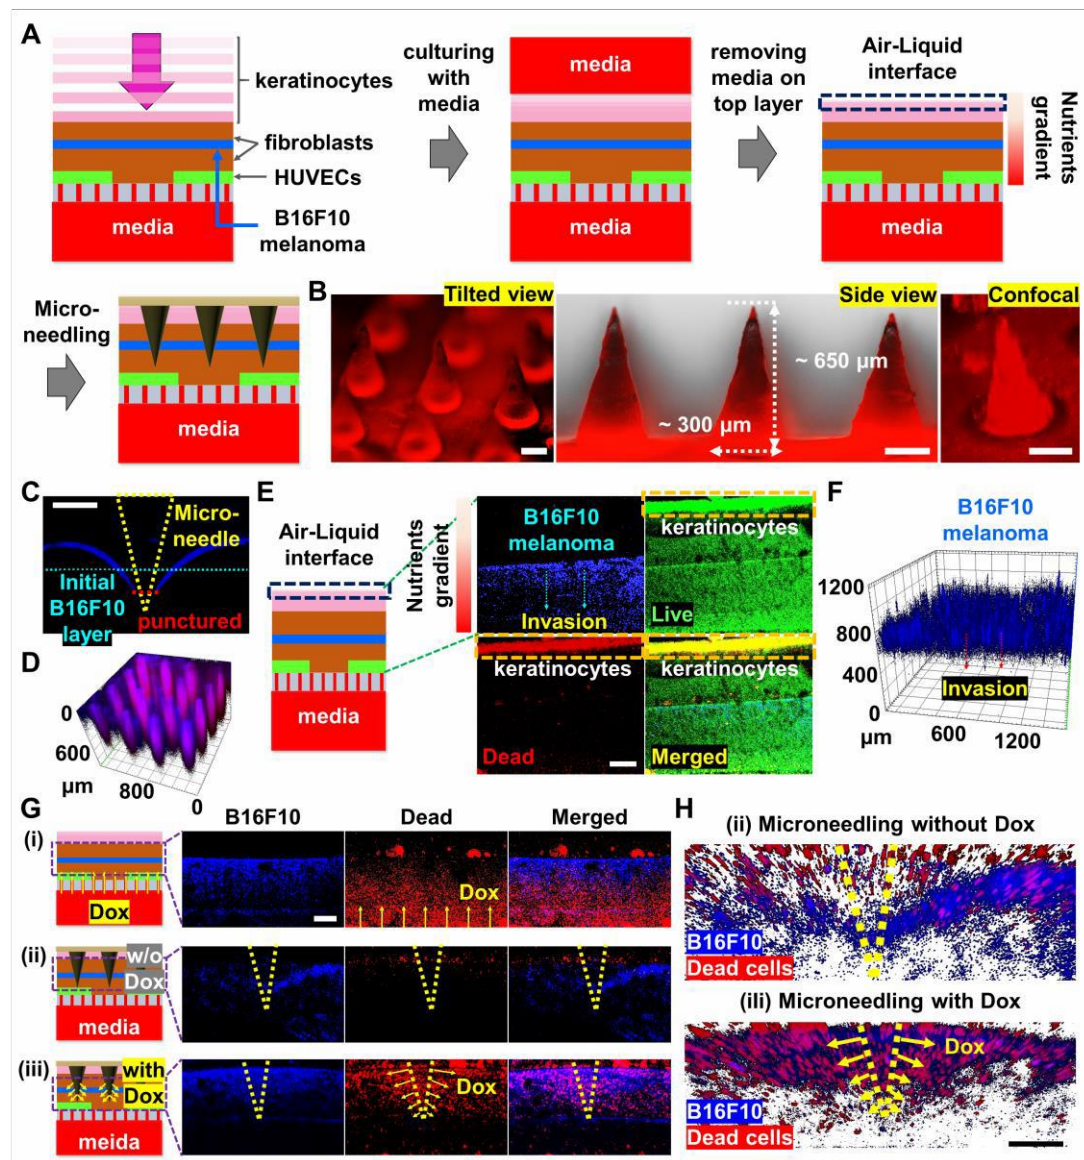 A
keratinocytes
fibroblasts
HUVECs
B16F10
melanoma
media
culturing
with
media
media
media
removing
media on
top layer
Air-Liquid
interface
Nutrients
gradient
media
Micro-
needling
media
B
Tilted view
Side view
~ 650 µm
~ 300 µm
Confocal
C
Micro-
needle
Initial
B16F10
layer
punctured
D
0
600
µm
800
0
E
Air-Liquid
interface
media
Nutrients
gradient
B16F10
melanoma
Invasion
keratinocytes
Live
keratinocytes
Dead
keratinocytes
Merged
F
B16F10
melanoma
1200
800
400
0
µm
600
1200
Invasion
G
B16F10
Dead
Merged
(i)
Dox
Dox
(ii)
w/o
Dox
media
(iii)
with
Dox
meida
Dox
H
(ii) Microneedling without Dox
B16F10
Dead cells
(ili) Microneedling with Dox
Dox
B16F10
Dead cells